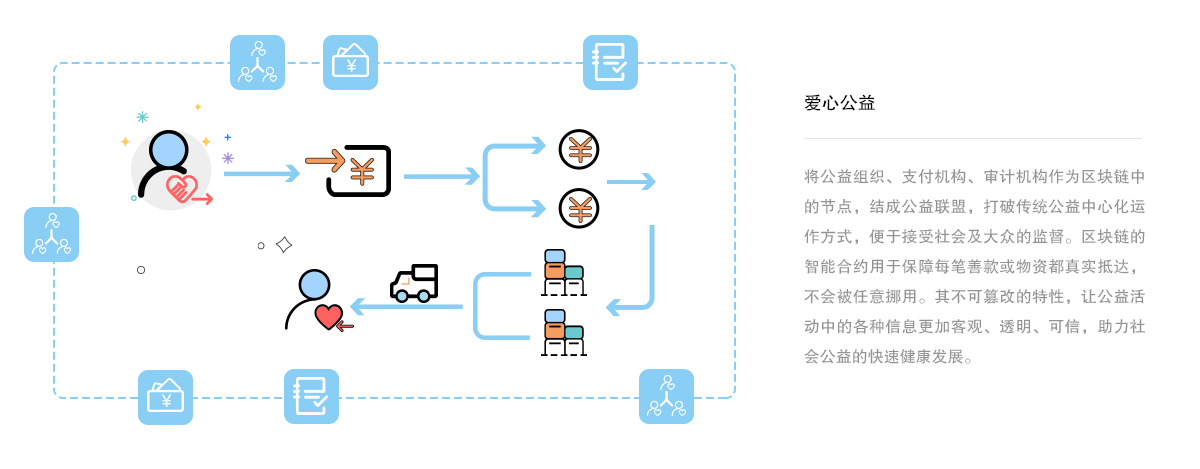 ¥
¥
¥
¥
爱心公益
将公益组织、支付机构、审计机构作为区块链中
的节点，结成公益联盟，打破传统公益中心化运
作方式，便于接受社会及大众的监督。区块链的
智能合约用于保障每笔善款或物资都真实抵达，
不会被任意挪用。其不可篡改的特性，让公益活
动中的各种信息更加客观、透明、可信，助力社
会公益的快速健康发展。
¥